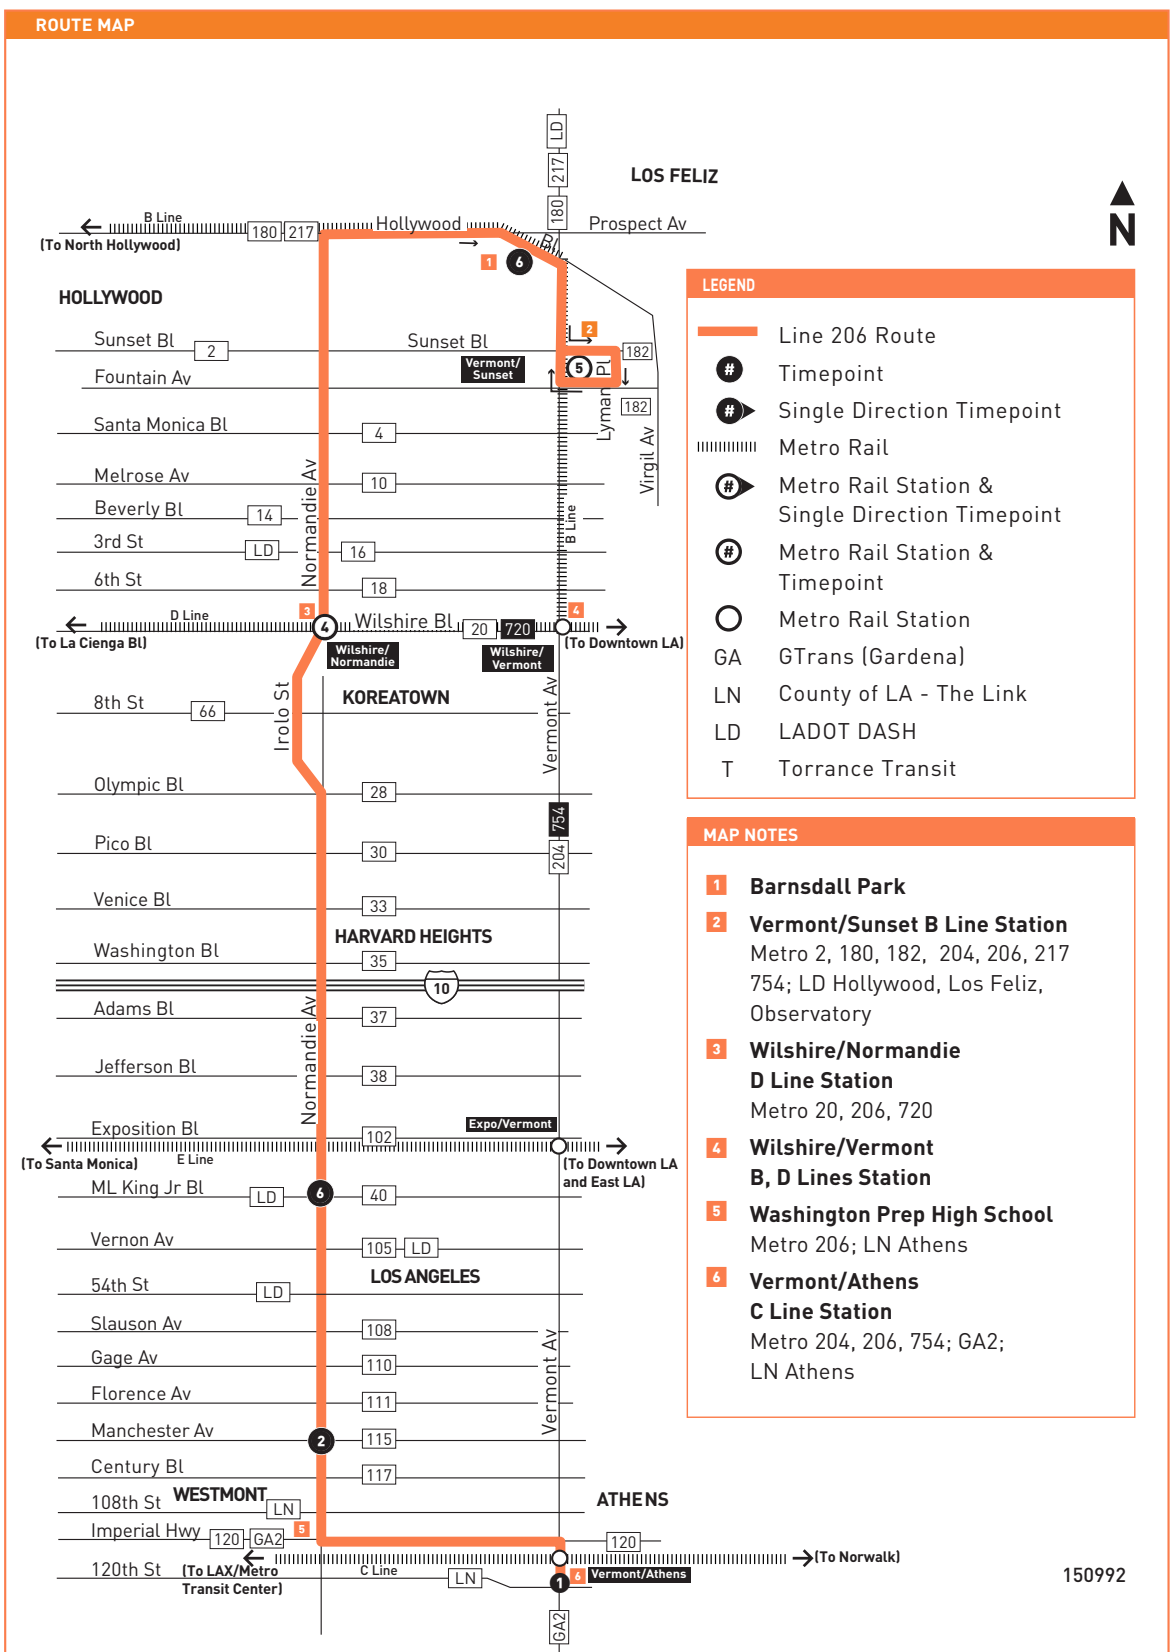 ROUTE MAP
LD
217
180
LOS FELIZ
N
B Line
180
217
Hollywood
Bl
Prospect Av
(To North Hollywood)
1
6
HOLLYWOOD
2
Sunset Bl
2
Sunset Bl
182
Vermont/
Sunset
5
Fountain Av
Lyman Pl
182
Santa Monica Bl
4
Virgil Av
Melrose Av
10
Normandie Av
Beverly Bl
14
B Line
3rd St
LD
16
6th St
18
3
4
D Line
4
Wilshire Bl
20
720
(To La Cienga Bl)
(To Downtown LA)
Wilshire/
Normandie
Wilshire/
Vermont
KOREATOWN
8th St
66
Irolo St
Vermont Av
Olympic Bl
28
754
204
Pico Bl
30
Venice Bl
33
HARVARD HEIGHTS
Washington Bl
35
10
Adams Bl
37
Normandie Av
Jefferson Bl
38
Exposition Bl
102
Expo/Vermont
(To Santa Monica)
E Line
(To Downtown LA
and East LA)
ML King Jr Bl
LD
6
40
Vernon Av
105
LD
LOS ANGELES
54th St
LD
Slauson Av
108
Vermont Av
Gage Av
110
Florence Av
111
Manchester Av
2
115
Century Bl
117
WESTMONT
108th St
LN
ATHENS
Imperial Hwy
120
GA2
5
120
(To LAX/Metro
Transit Center)
C Line
(To Norwalk)
120th St
LN
1
6
Vermont/Athens
GA2
150992
LEGEND
Line 206 Route
# Timepoint
# Single Direction Timepoint
Metro Rail
# Metro Rail Station &
Single Direction Timepoint
# Metro Rail Station &
Timepoint
Metro Rail Station
GA GTrans (Gardena)
LN County of LA - The Link
LD LADOT DASH
T Torrance Transit
MAP NOTES
1 Barnsdall Park
2 Vermont/Sunset B Line Station
Metro 2, 180, 182, 204, 206, 217
754; LD Hollywood, Los Feliz,
Observatory
3 Wilshire/Normandie
D Line Station
Metro 20, 206, 720
4 Wilshire/Vermont
B, D Lines Station
5 Washington Prep High School
Metro 206; LN Athens
6 Vermont/Athens
C Line Station
Metro 204, 206, 754; GA2;
LN Athens